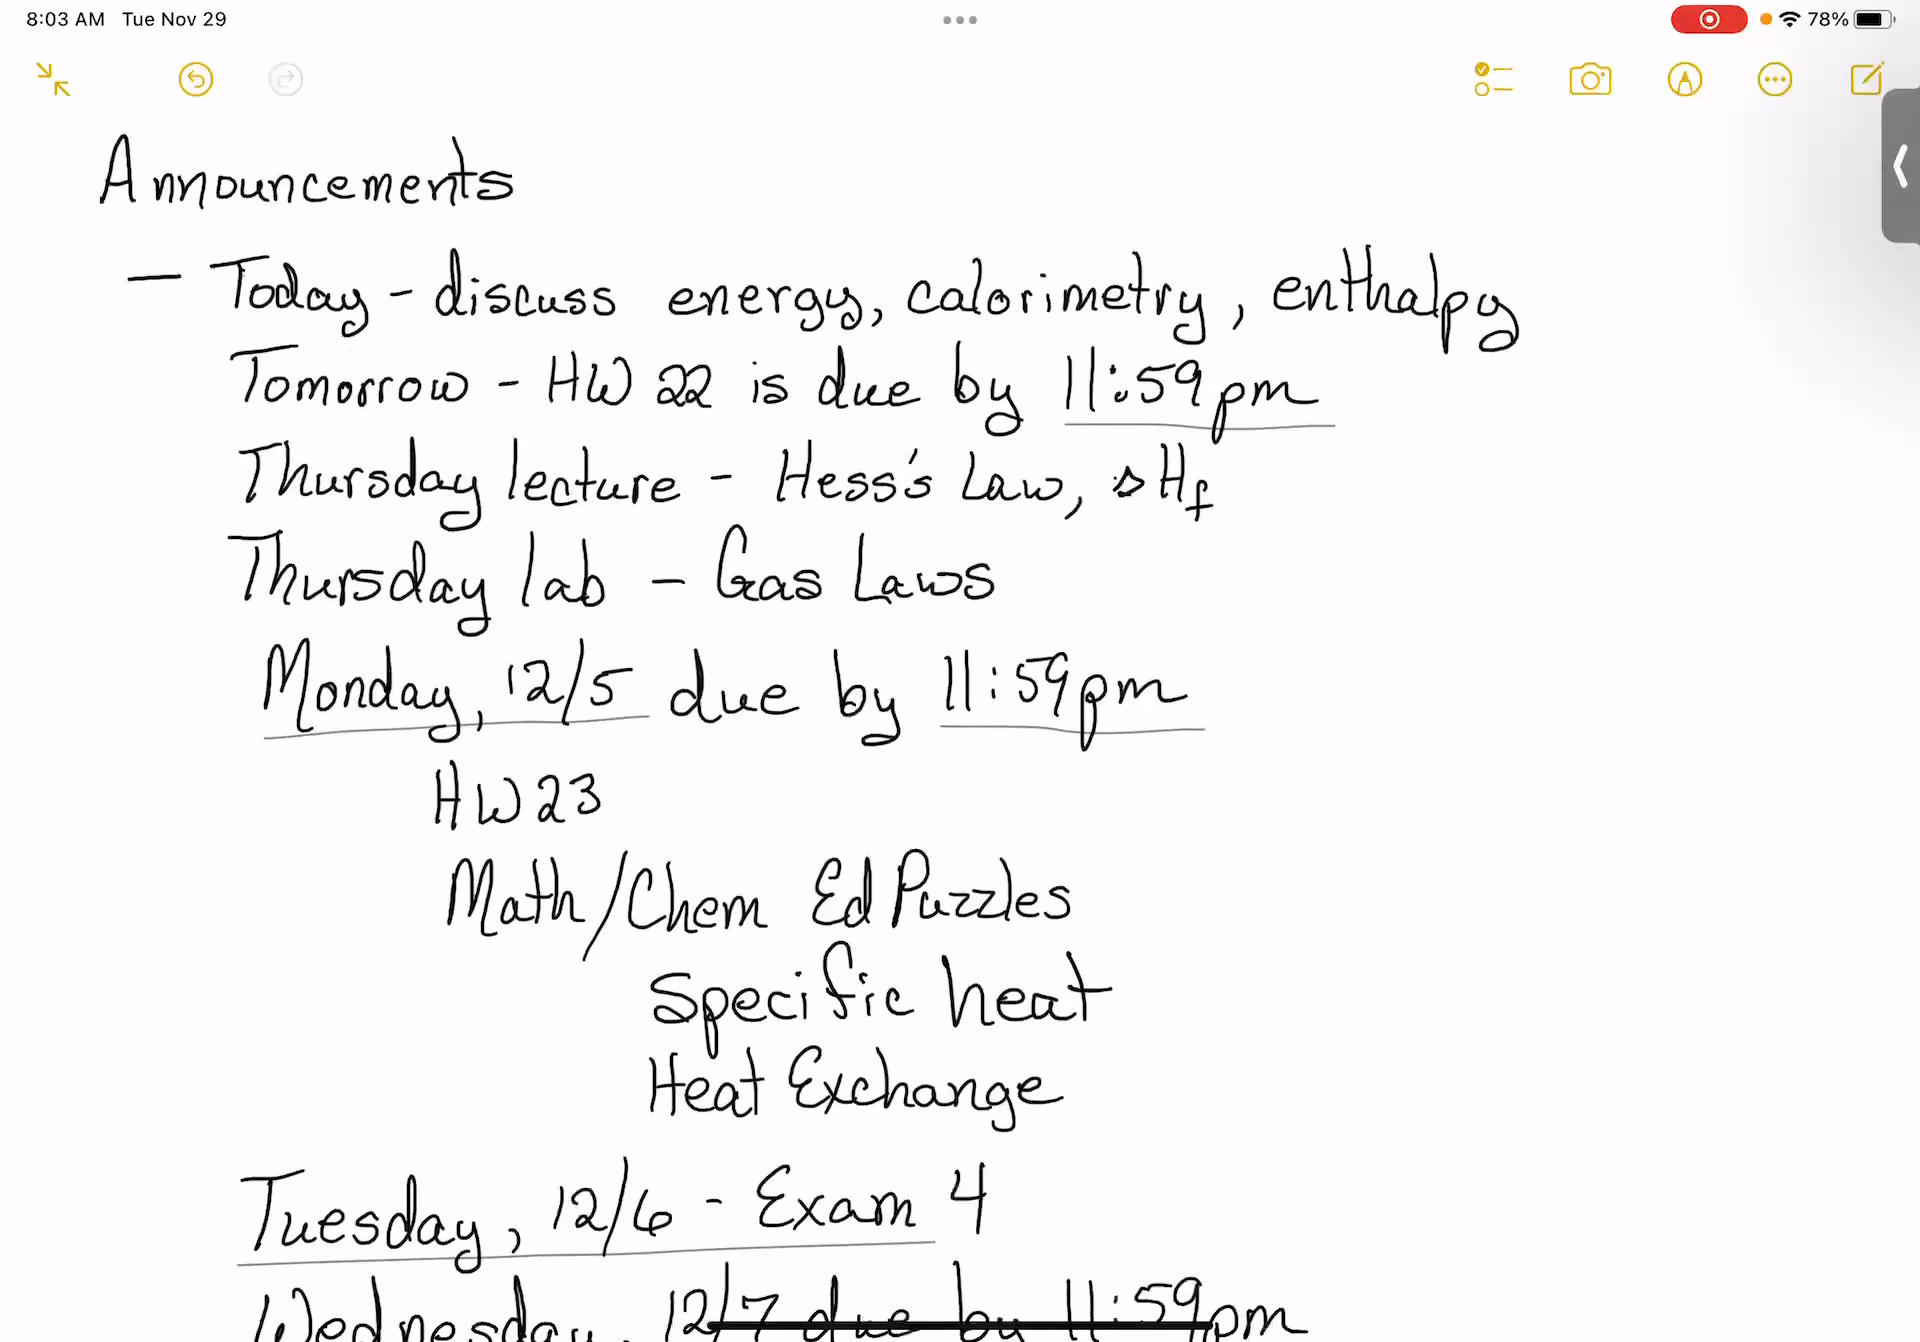 8:03 AM Tue Nov 29
78%
Announcements
— Today - discuss energy, calorimetry, enthalpy
Tomorrow - HW 22 is due by 11:59pm
Thursday lecture - Hess's Law, ΔHf
Thursday lab - Gas Laws
Monday, 12/5 due by 11:59pm
HW 23
Math/Chem Ed Puzzles
Specific heat
Heat Exchange
Tuesday, 12/6 - Exam 4
Wednesday, 12/7 due by 11:59pm